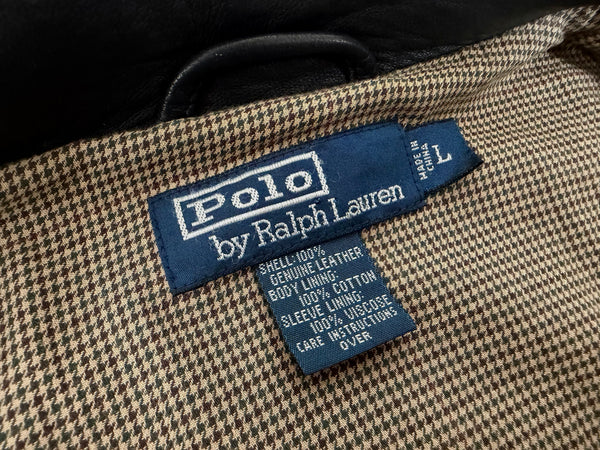 Polo
by Ralph Lauren
MADE IN
CHINA
L
SHELL: 100%
GENUINE LEATHER
BODY LINING:
100% COTTON
SLEEVE LINING:
100% VISCOSE
CARE INSTRUCTIONS
OVER